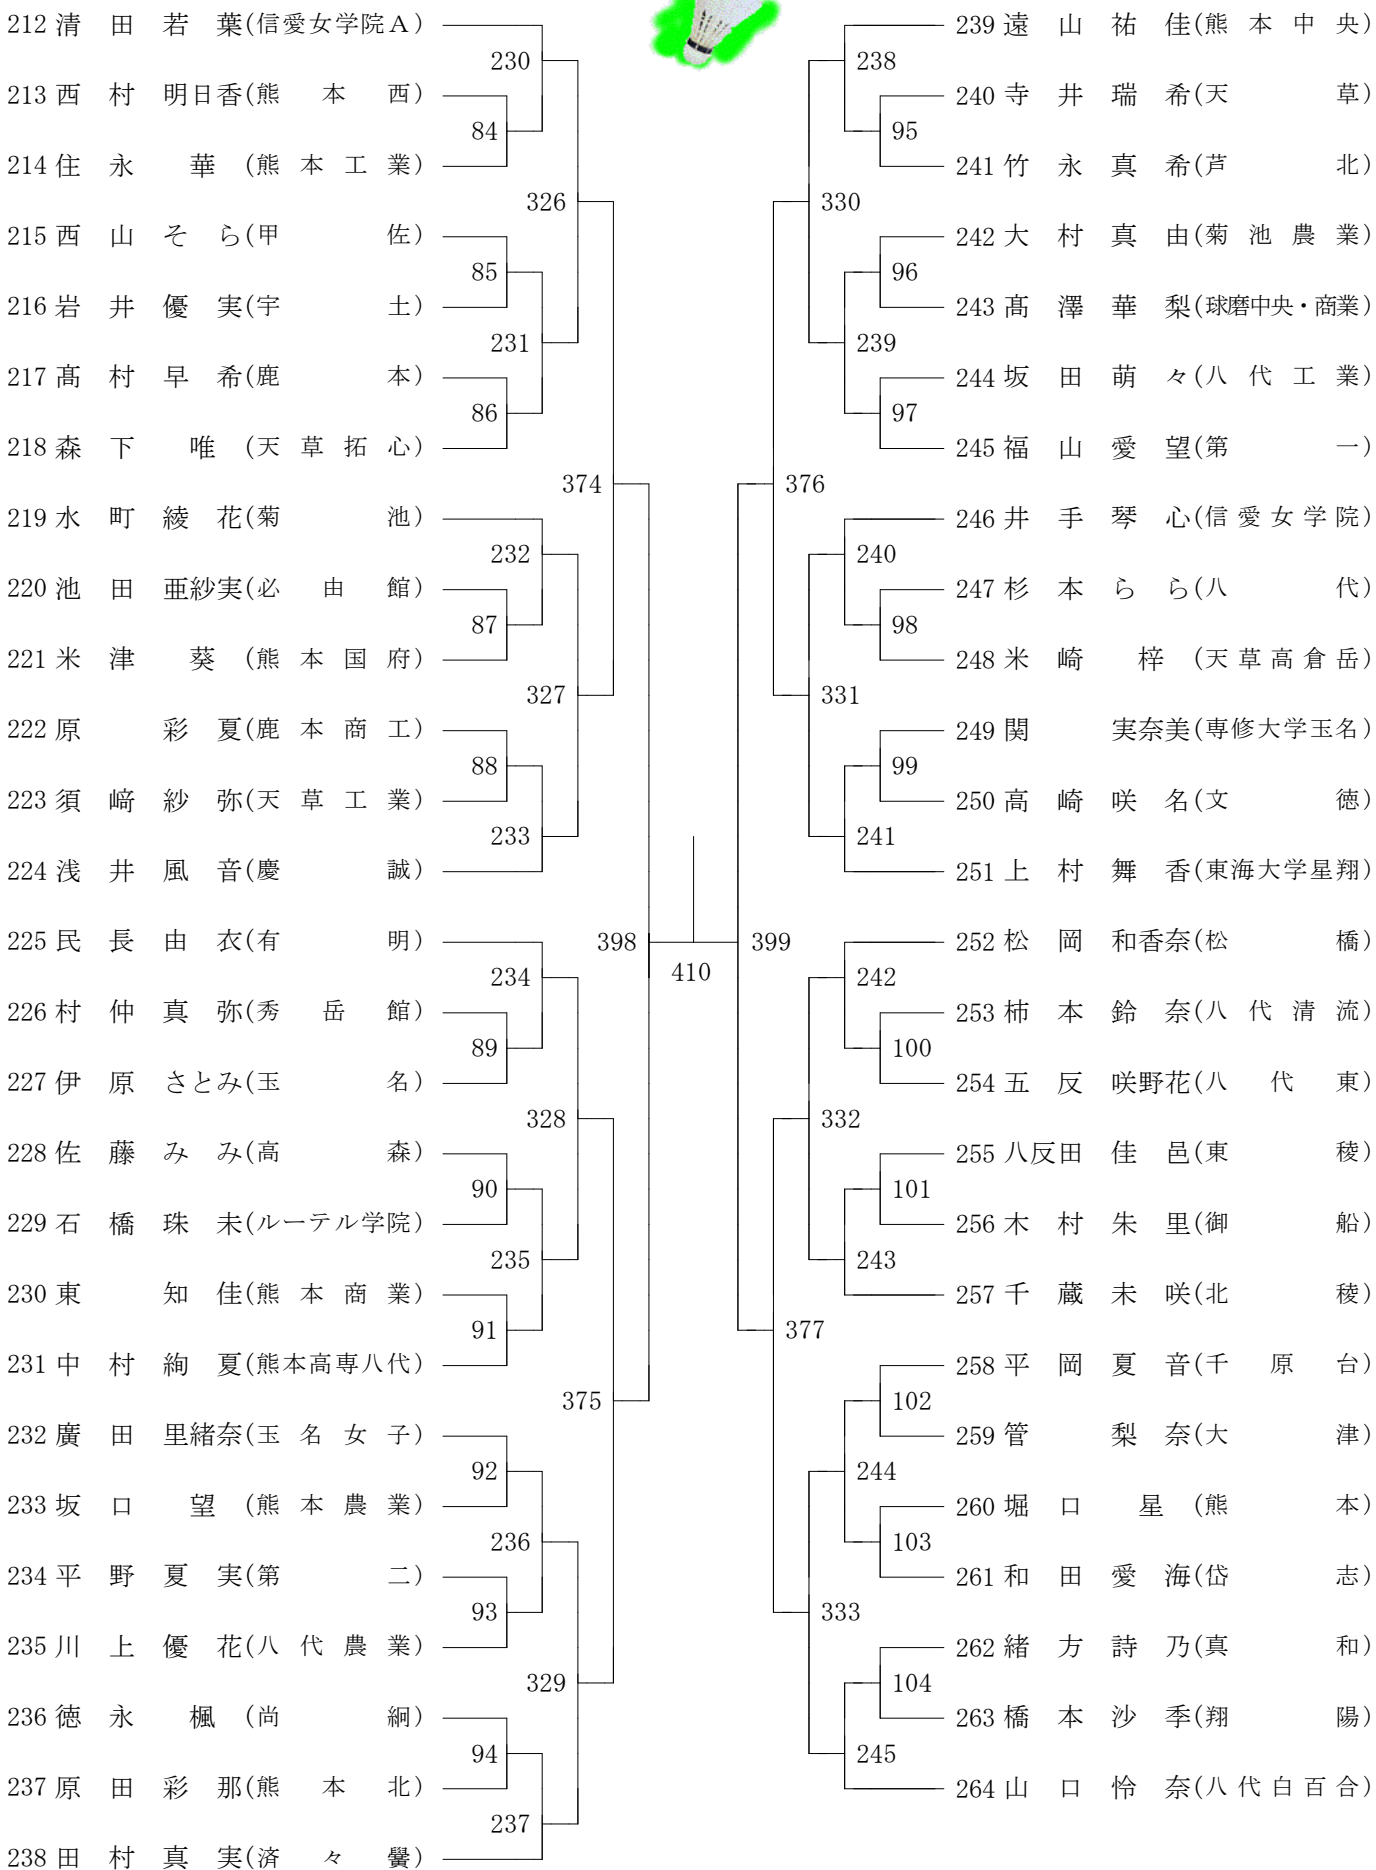 212 清田 若葉(信愛女学院A)
230
213 西村 明日香(熊本西)
84
214 住永 華(熊本工業)
326
215 西山 そら(甲佐)
85
216 岩井 優実(宇土)
231
217 髙村 早希(鹿本)
86
218 森下 唯(天草拓心)
374
219 水町 綾花(菊池)
232
220 池田 亜紗実(必由館)
87
221 米津 葵(熊本国府)
327
222 原 彩夏(鹿本商工)
88
223 須﨑 紗弥(天草工業)
233
224 浅井 風音(慶誠)
398
225 民長 由衣(有明)
234
226 村仲 真弥(秀岳館)
89
227 伊原 さとみ(玉名)
328
228 佐藤 みみ(高森)
90
229 石橋 珠未(ルーテル学院)
235
230 東 知佳(熊本商業)
91
231 中村 絢夏(熊本高専八代)
375
232 廣田 里緒奈(玉名女子)
92
233 坂口 望(熊本農業)
236
234 平野 夏実(第二)
93
235 川上 優花(八代農業)
329
236 徳永 楓(尚絅)
94
237 原田 彩那(熊本北)
237
238 田村 真実(済々黌)
410
239 遠山 祐佳(熊本中央)
238
240 寺井 瑞希(天草)
95
241 竹永 真希(芦北)
330
242 大村 真由(菊池農業)
96
243 髙澤 華梨(球磨中央・商業)
239
244 坂田 萌々(八代工業)
97
245 福山 愛望(第一)
376
246 井手 琴心(信愛女学院)
240
247 杉本 らら(八代)
98
248 米崎 梓(天草高倉岳)
331
249 関 実奈美(専修大学玉名)
99
250 高崎 咲名(文徳)
241
251 上村 舞香(東海大学星翔)
399
252 松岡 和香奈(松橋)
242
253 柿本 鈴奈(八代清流)
100
254 五反 咲野花(八代東)
332
255 八反田 佳邑(東稜)
101
256 木村 朱里(御船)
243
257 千蔵 未咲(北稜)
377
258 平岡 夏音(千原台)
102
259 管 梨奈(大津)
244
260 堀口 星(熊本)
103
261 和田 愛海(岱志)
333
262 緒方 詩乃(真和)
104
263 橋本 沙季(翔陽)
245
264 山口 怜奈(八代白百合)